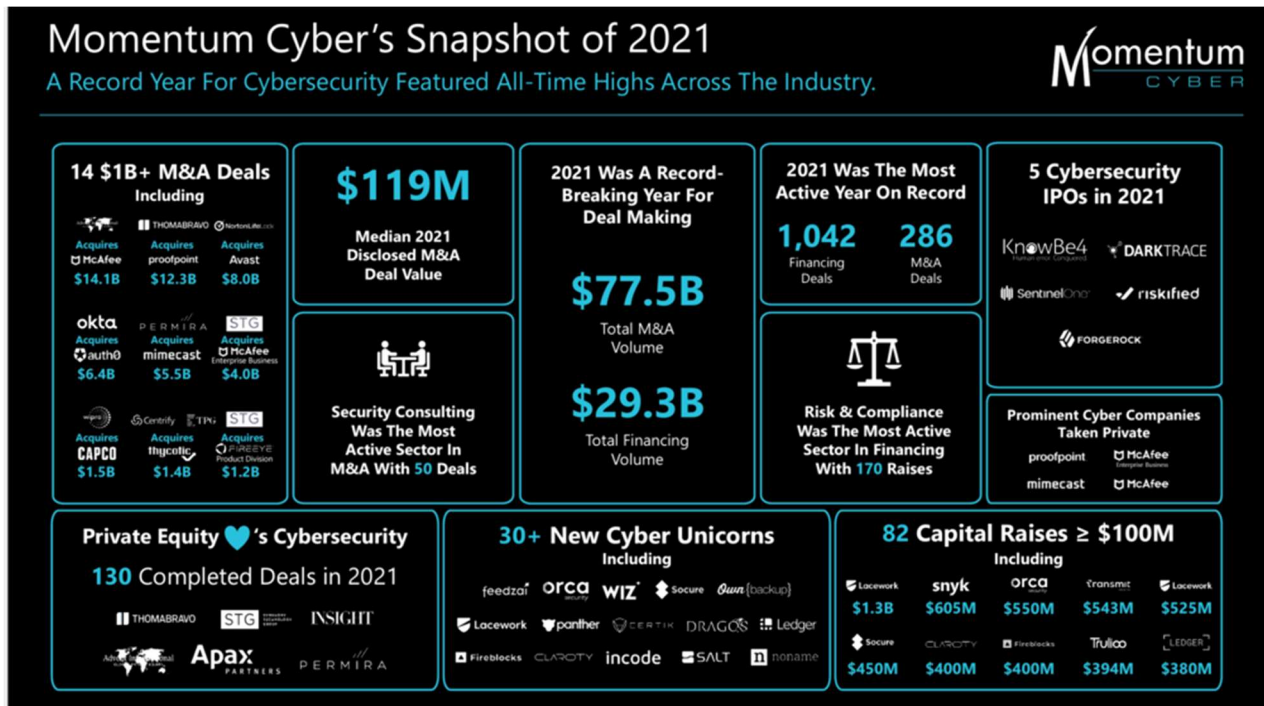 Momentum Cyber's Snapshot of 2021
A Record Year For Cybersecurity Featured All-Time Highs Across The Industry.
Momentum
CYBER
14 $1B+ M&A Deals
Including
THOMABRAVO NortonLifeLock
Acquires Acquires Acquires
McAfee proofpoint Avast
$14.1B $12.3B $8.0B
okta PERMIRA STG
Acquires Acquires Acquires
auth0 mimecast McAfee
Enterprise Business
$6.4B $5.5B $4.0B
wipro Centrify TPG STG
Acquires Acquires Acquires
CAPCO thycotic FIREEYE
Product Division
$1.5B $1.4B $1.2B
$119M
Median 2021
Disclosed M&A
Deal Value
Security Consulting
Was The Most
Active Sector In
M&A With 50 Deals
2021 Was A Record-
Breaking Year For
Deal Making
$77.5B
Total M&A
Volume
$29.3B
Total Financing
Volume
2021 Was The Most
Active Year On Record
1,042 286
Financing M&A
Deals Deals
Risk & Compliance
Was The Most Active
Sector In Financing
With 170 Raises
5 Cybersecurity
IPOs in 2021
KnowBe4 DARKTRACE
Human error. Conquered.
SentinelOne riskified
FORGEROCK
Prominent Cyber Companies
Taken Private
proofpoint McAfee
Enterprise Business
mimecast McAfee
Private Equity 's Cybersecurity
130 Completed Deals in 2021
THOMABRAVO STG INSIGHT
Advent International Apax PERMIRA
PARTNERS
30+ New Cyber Unicorns
Including
feedzai orca WIZ Socure Own{backup}
security
Lacework panther CERTIK DRAGOS Ledger
Fireblocks CLAROTY incode SALT noname
82 Capital Raises ≥ $100M
Including
Lacework snyk orca Transmit Lacework
security
$1.3B $605M $550M $543M $525M
Socure CLAROTY Fireblocks Trulioo LEDGER
$450M $400M $400M $394M $380M